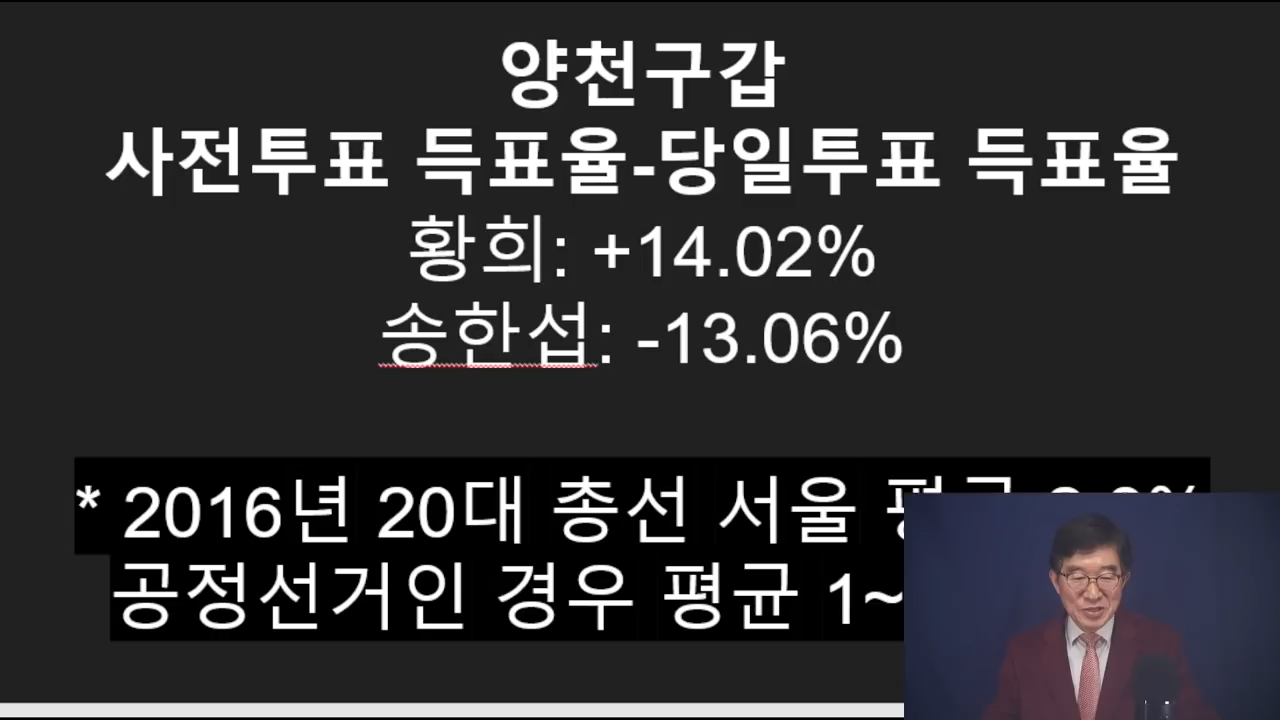 양천구갑
사전투표 득표율-당일투표 득표율
황희: +14.02%
송한섭: -13.06%
* 2016년 20대 총선 서울
공정선거인 경우 평균 1~